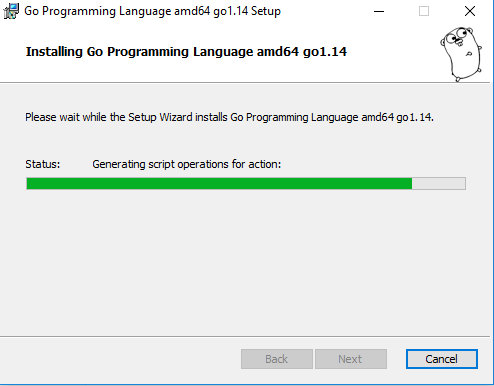 Go Programming Language amd64 go1.14 Setup
Installing Go Programming Language amd64 go1.14
Please wait while the Setup Wizard installs Go Programming Language amd64 go1.14.
Status: Generating script operations for action:
Back Next Cancel